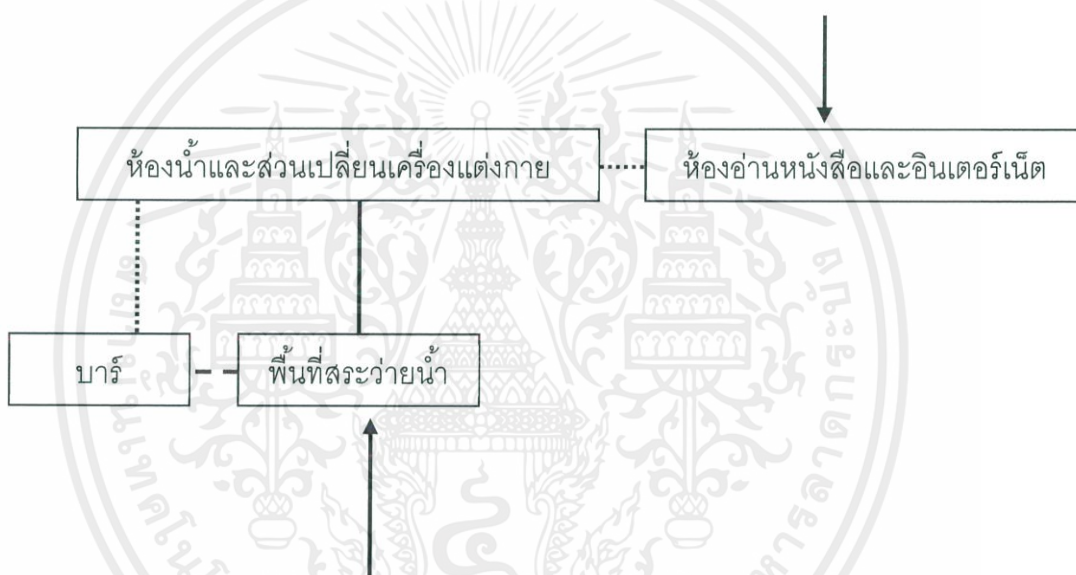 ห้องน้ำและส่วนเปลี่ยนเครื่องแต่งกาย
ห้องอ่านหนังสือและอินเตอร์เน็ต
บาร์
พื้นที่สระว่ายน้ำ